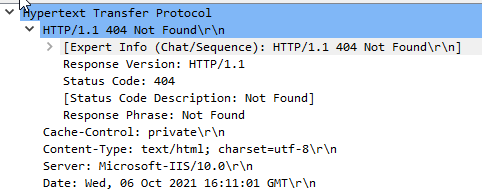 Hypertext Transfer Protocol
HTTP/1.1 404 Not Found\r\n
[Expert Info (Chat/Sequence): HTTP/1.1 404 Not Found\r\n]
Response Version: HTTP/1.1
Status Code: 404
[Status Code Description: Not Found]
Response Phrase: Not Found
Cache-Control: private\r\n
Content-Type: text/html; charset=utf-8\r\n
Server: Microsoft-IIS/10.0\r\n
Date: Wed, 06 Oct 2021 16:11:01 GMT\r\n